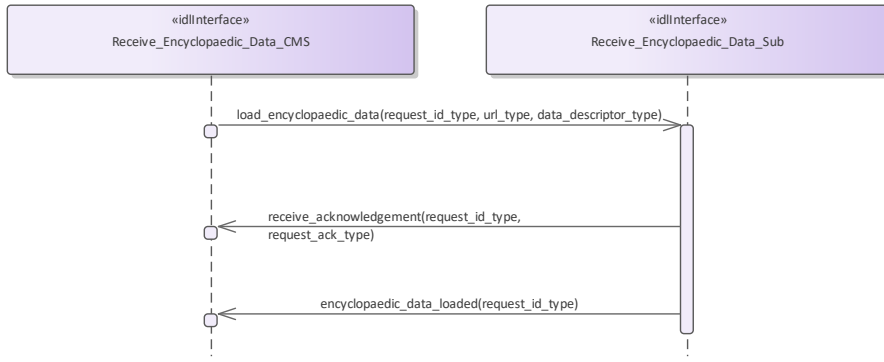 «idlInterface»
Receive_Encyclopaedic_Data_CMS
«idlInterface»
Receive_Encyclopaedic_Data_Sub
load_encyclopaedic_data(request_id_type, url_type, data_descriptor_type)
receive_acknowledgement(request_id_type,
request_ack_type)
encyclopaedic_data_loaded(request_id_type)